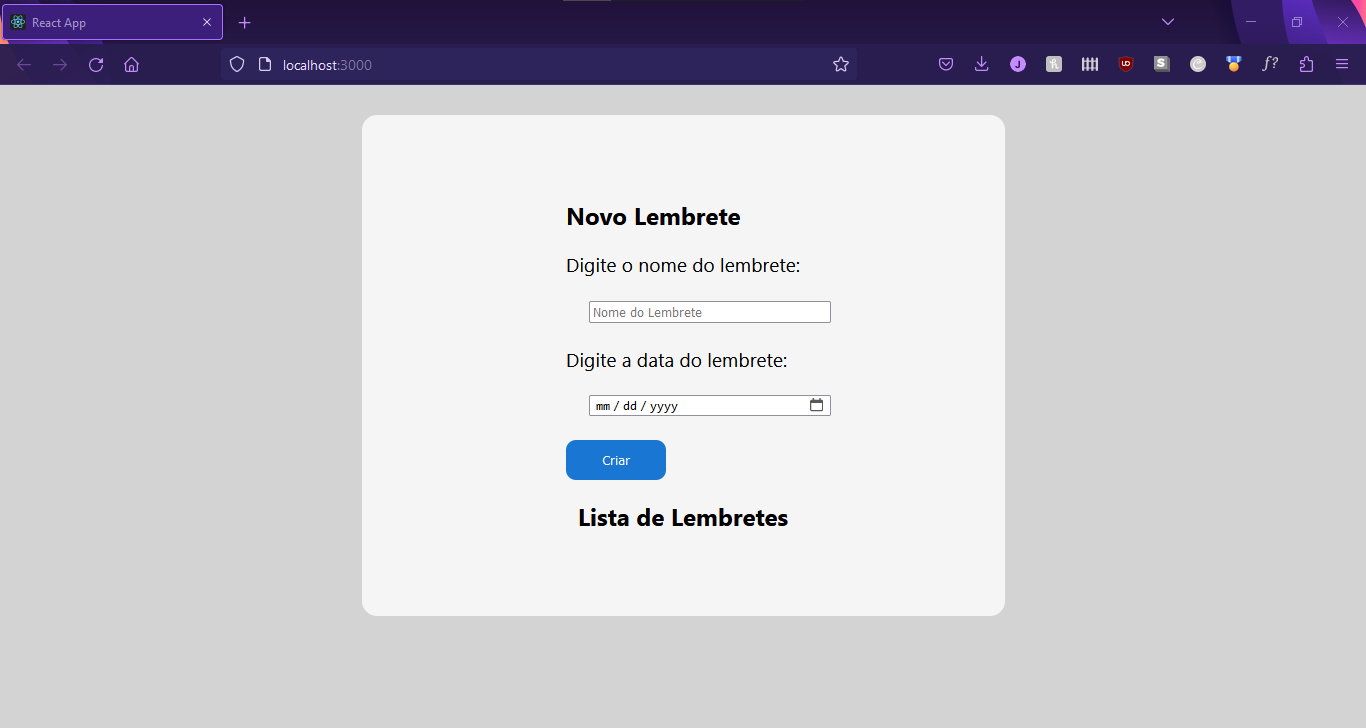 React App
localhost:3000
Novo Lembrete
Digite o nome do lembrete:
Nome do Lembrete
Digite a data do lembrete:
mm / dd / yyyy
Criar
Lista de Lembretes